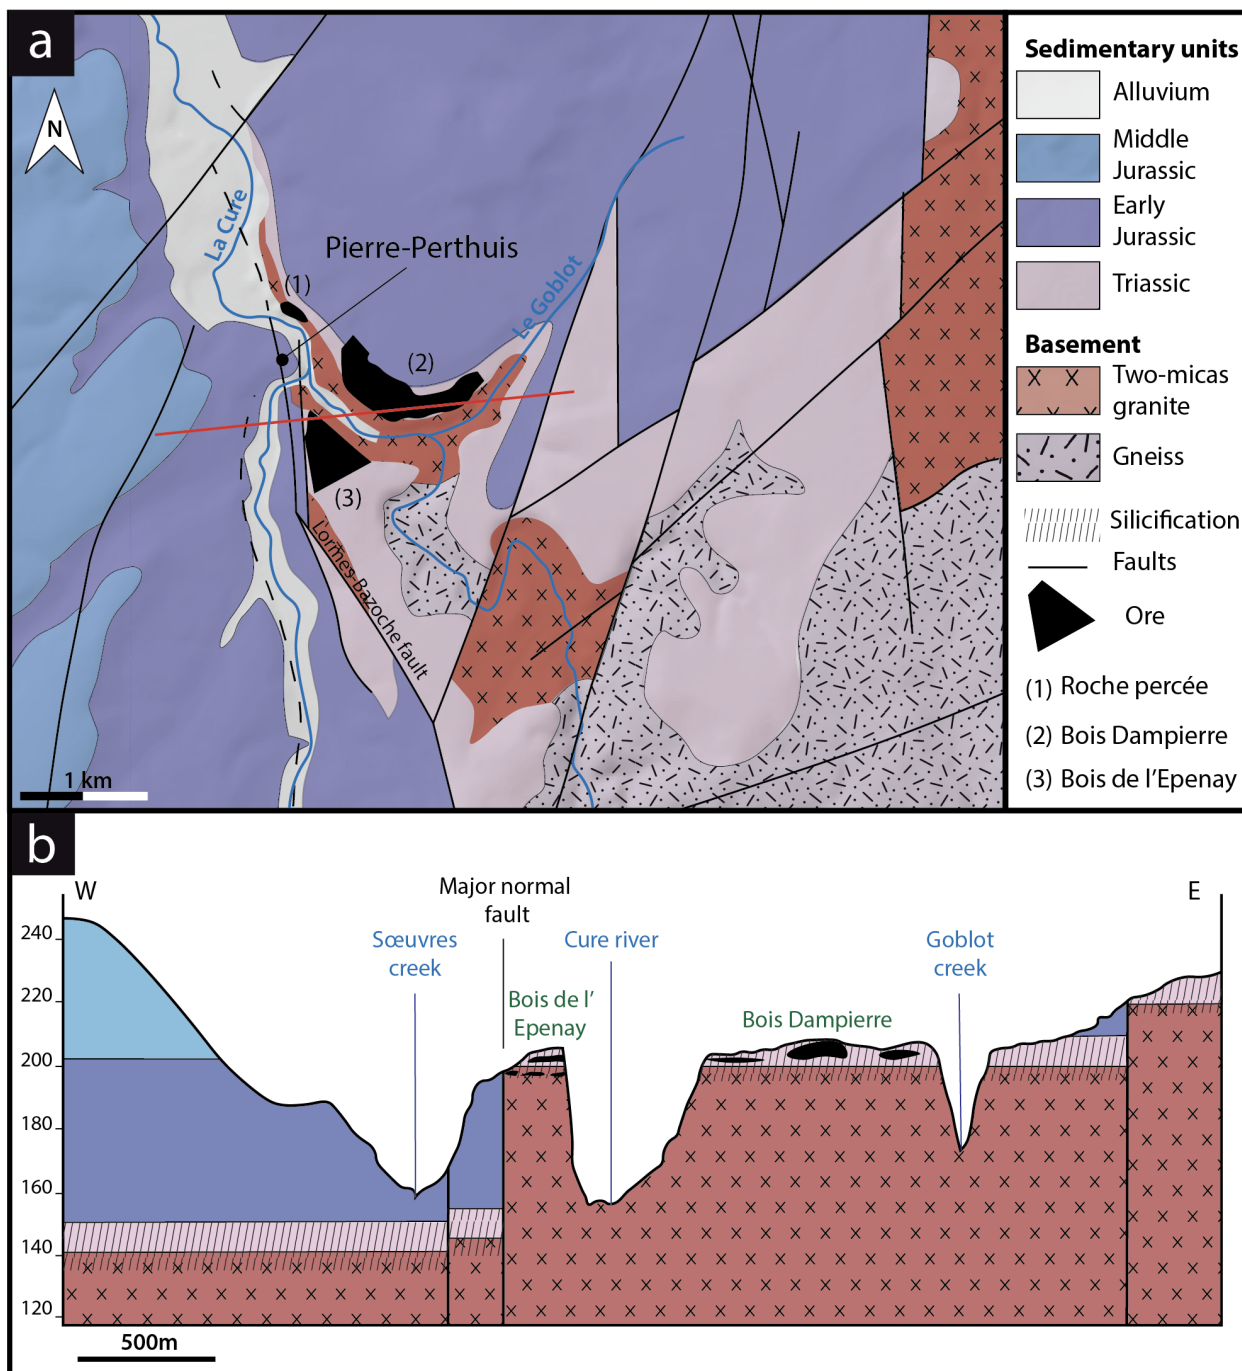 a
N
La Cure
Pierre-Perthuis
Le Goblot
(1)
(2)
(3)
Lormes-Bazoche fault
1 km
Sedimentary units
Alluvium
Middle
Jurassic
Early
Jurassic
Triassic
Basement
Two-micas
granite
Gneiss
Silicification
Faults
Ore
(1) Roche percée
(2) Bois Dampierre
(3) Bois de l'Epenay
b
W
E
Major normal
fault
Sœuvres
creek
Cure river
Goblot
creek
Bois de l'
Epenay
Bois Dampierre
240
220
200
180
160
140
120
500m